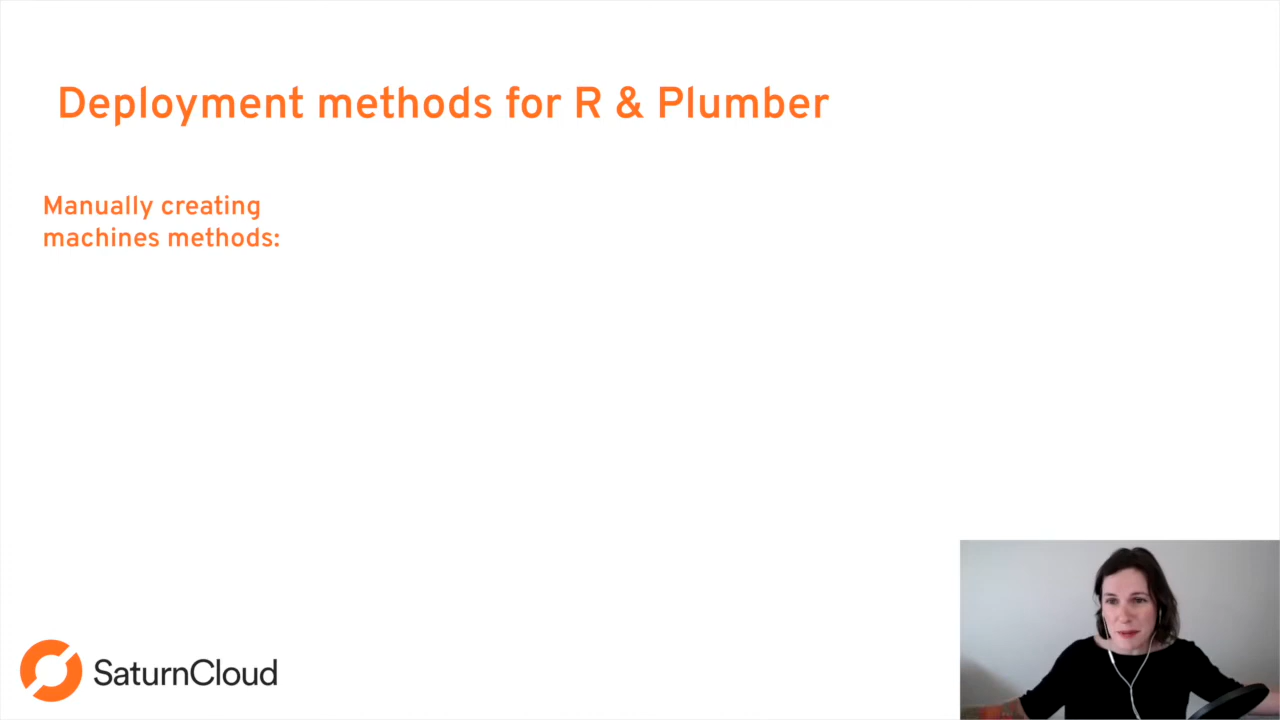 Deployment methods for R & Plumber
Manually creating
machines methods:
SaturnCloud